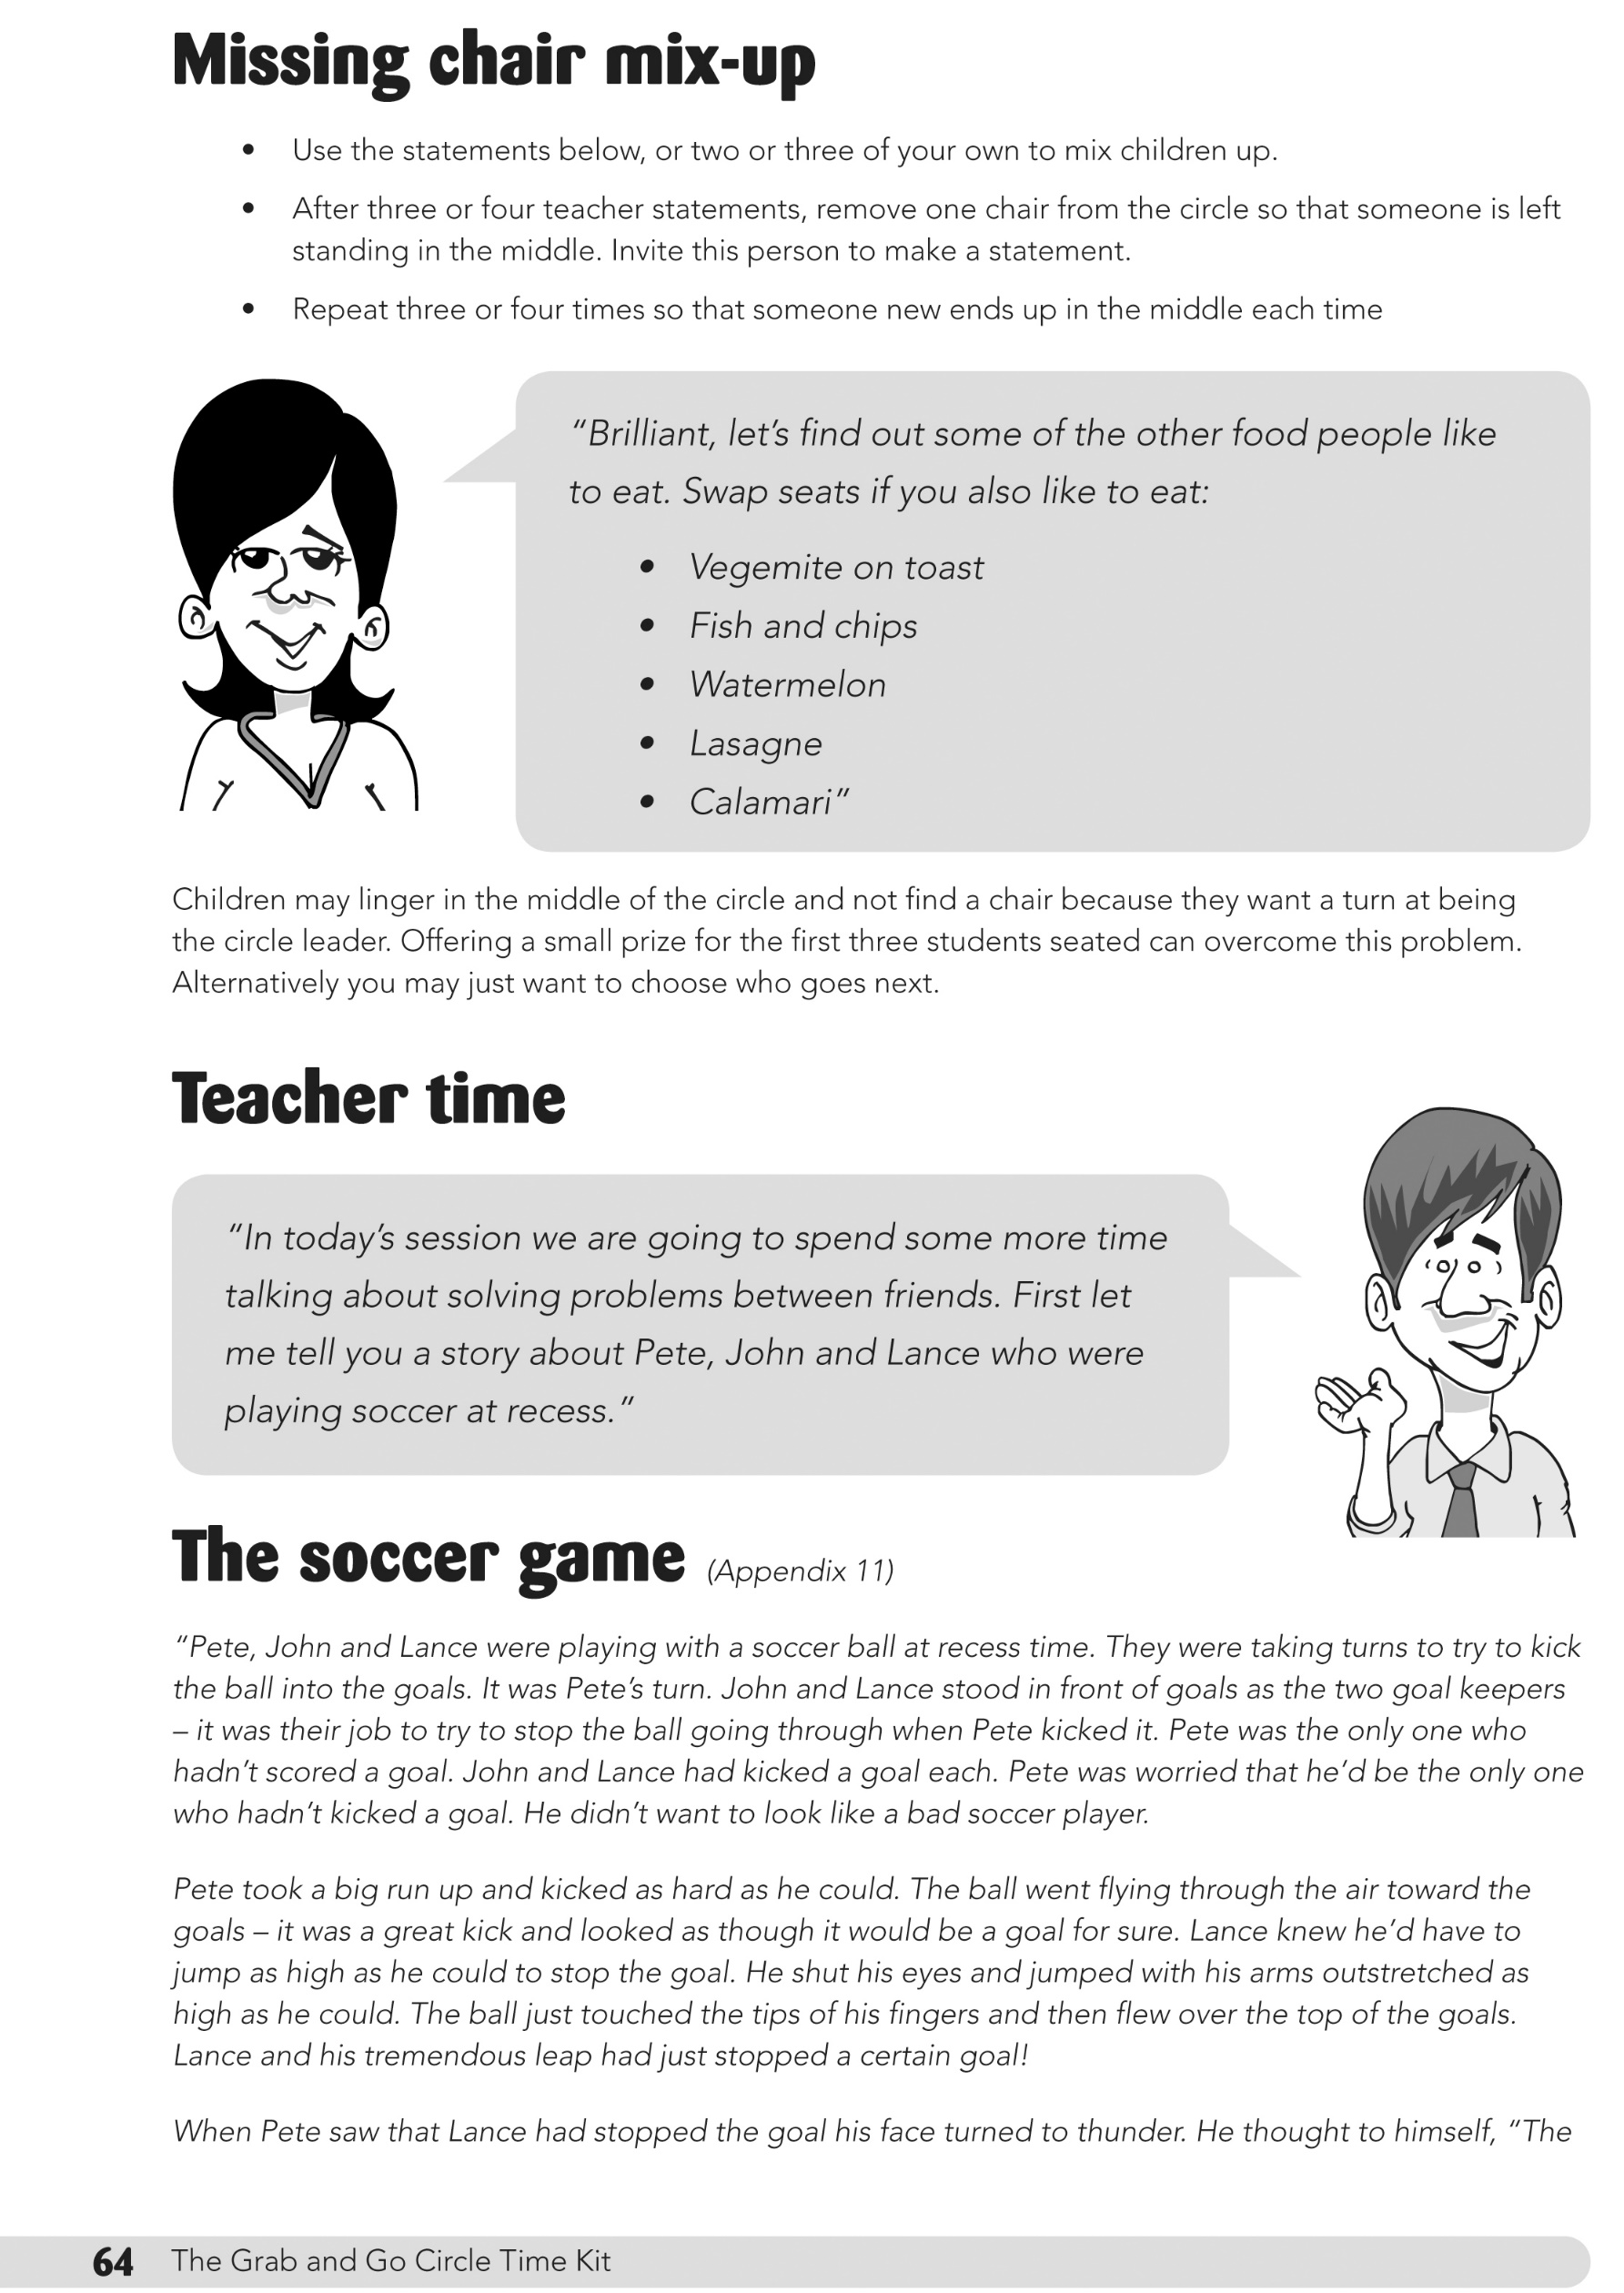 Missing chair mix-up
• Use the statements below, or two or three of your own to mix children up.
• After three or four teacher statements, remove one chair from the circle so that someone is left
standing in the middle. Invite this person to make a statement.
• Repeat three or four times so that someone new ends up in the middle each time
“Brilliant, let’s find out some of the other food people like
to eat. Swap seats if you also like to eat:
• Vegemite on toast
• Fish and chips
• Watermelon
• Lasagne
• Calamari”
Children may linger in the middle of the circle and not find a chair because they want a turn at being
the circle leader. Offering a small prize for the first three students seated can overcome this problem.
Alternatively you may just want to choose who goes next.
Teacher time
“In today’s session we are going to spend some more time
talking about solving problems between friends. First let
me tell you a story about Pete, John and Lance who were
playing soccer at recess.”
The soccer game (Appendix 11)
“Pete, John and Lance were playing with a soccer ball at recess time. They were taking turns to try to kick
the ball into the goals. It was Pete’s turn. John and Lance stood in front of goals as the two goal keepers
– it was their job to try to stop the ball going through when Pete kicked it. Pete was the only one who
hadn’t scored a goal. John and Lance had kicked a goal each. Pete was worried that he’d be the only one
who hadn’t kicked a goal. He didn’t want to look like a bad soccer player.
Pete took a big run up and kicked as hard as he could. The ball went flying through the air toward the
goals – it was a great kick and looked as though it would be a goal for sure. Lance knew he’d have to
jump as high as he could to stop the goal. He shut his eyes and jumped with his arms outstretched as
high as he could. The ball just touched the tips of his fingers and then flew over the top of the goals.
Lance and his tremendous leap had just stopped a certain goal!
When Pete saw that Lance had stopped the goal his face turned to thunder. He thought to himself, “The
64 The Grab and Go Circle Time Kit